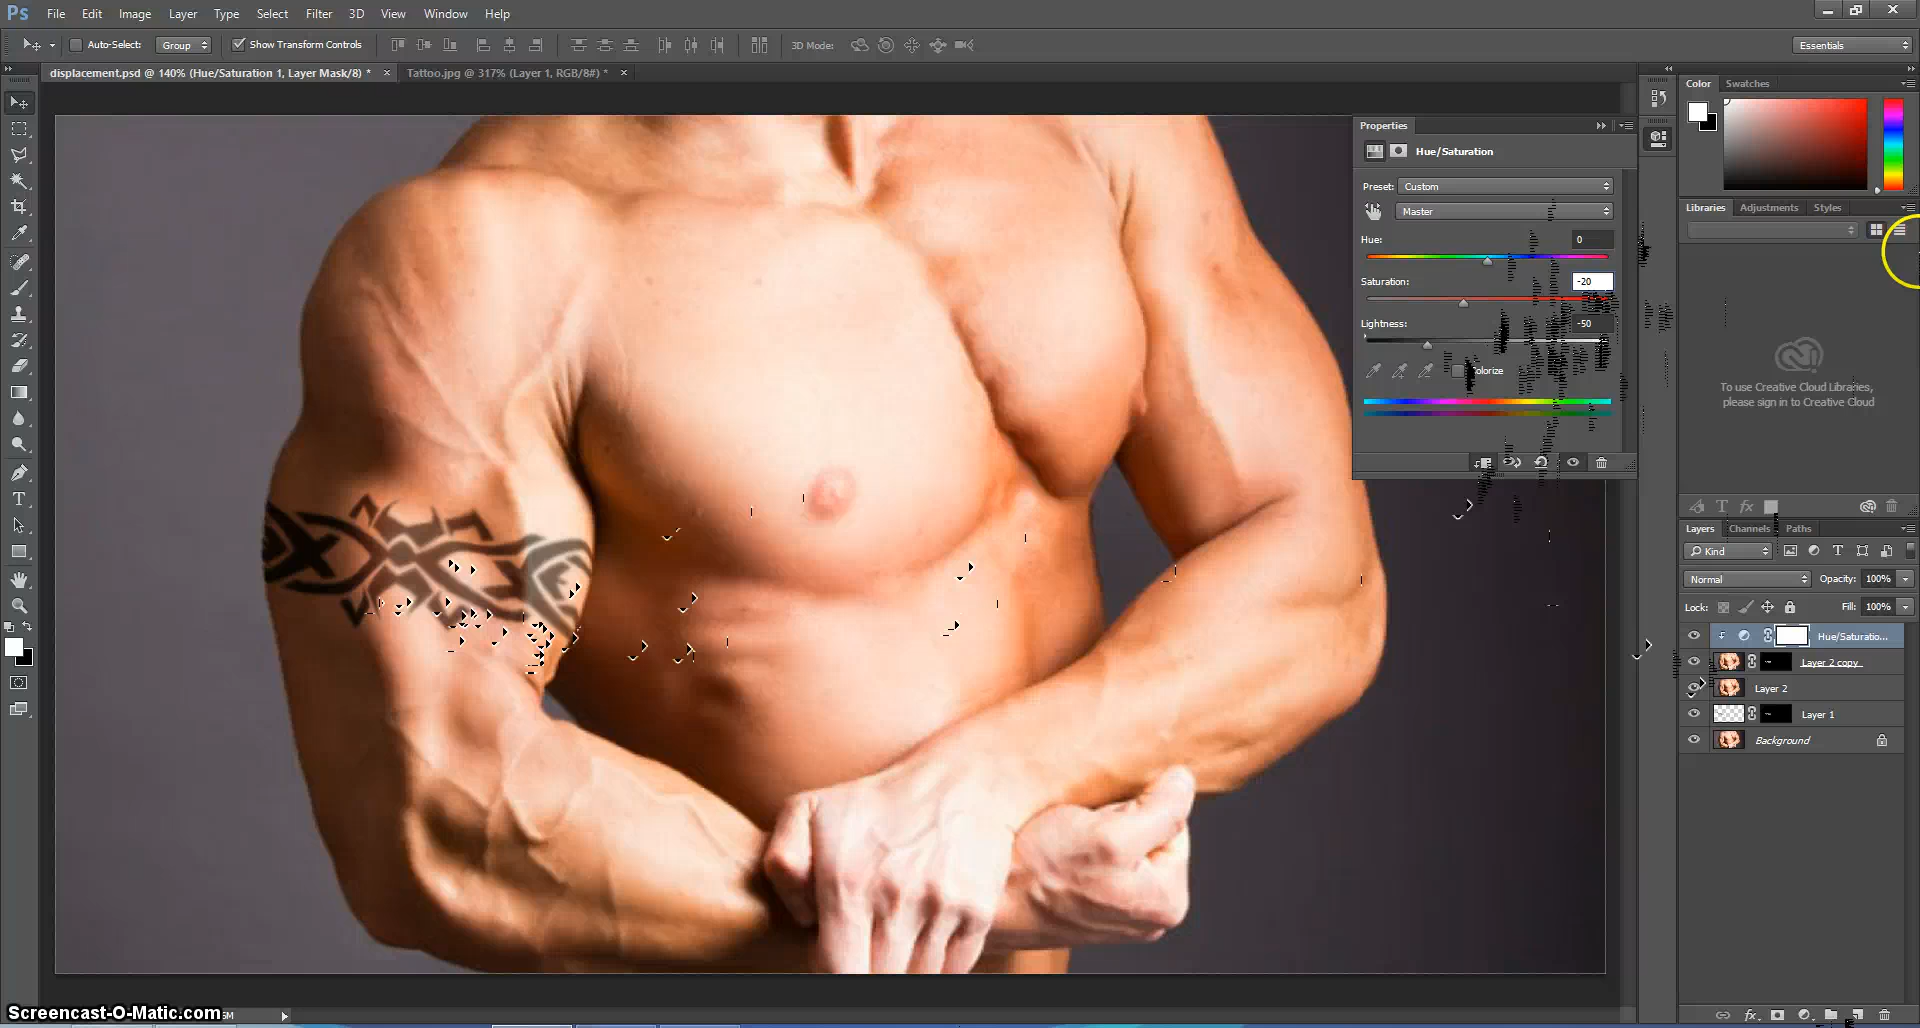 Ps File Edit Image Layer Type Select Filter 3D View Window Help
Auto-Select: Group Show Transform Controls 3D Mode: Essentials
displacement.psd @ 140% (Hue/Saturation 1, Layer Mask/8) * × Tattoo.jpg @ 317% (Layer 1, RGB/8#) * ×
Color Swatches
Properties
Hue/Saturation
Preset: Custom
Master
Hue: 0
Saturation: -20
Lightness: -50
Colorize
Libraries Adjustments Styles
To use Creative Cloud Libraries,
please sign in to Creative Cloud
Layers Channels Paths
Kind
Normal Opacity: 100%
Lock: Fill: 100%
Hue/Saturatio...
Layer 2 copy
Layer 2
Layer 1
Background
Screencast-O-Matic.com